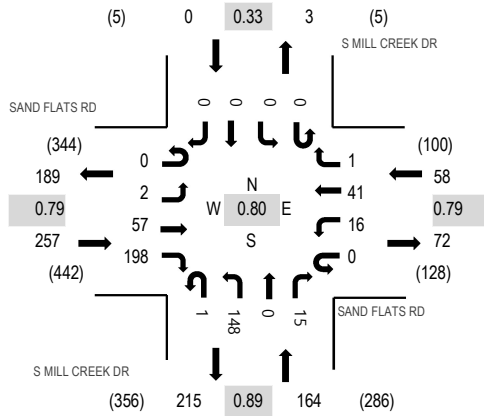 (5) 0 0.33 3 (5)
S MILL CREEK DR
SAND FLATS RD
0 0 0 0
(344) (100)
189 0 1 58
2 N 41
0.79 W 0.80 E 0.79
57 S 16
257 198 0 72
(442) (128)
1 148 0 15
SAND FLATS RD
S MILL CREEK DR
(356) 215 0.89 164 (286)